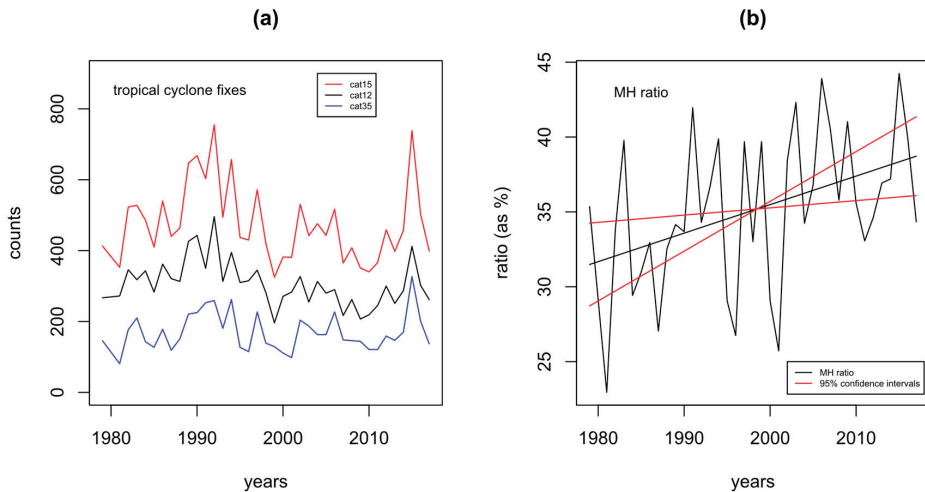 (a)
tropical cyclone fixes
cat15
cat12
cat35
800
600
400
200
0
counts
1980 1990 2000 2010
years
(b)
MH ratio
45
40
35
30
25
ratio (as %)
MH ratio
95% confidence intervals
1980 1990 2000 2010
years